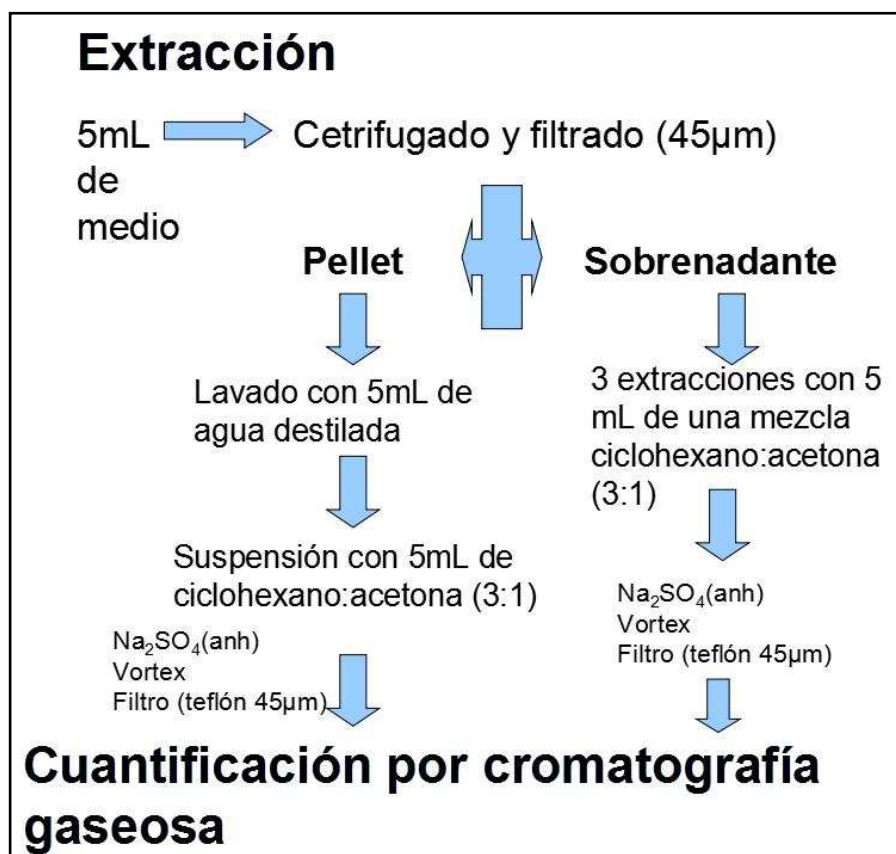 Extracción
5mL
de
medio
Cetrifugado y filtrado (45µm)
Pellet
Sobrenadante
Lavado con 5mL de
agua destilada
3 extracciones con 5
mL de una mezcla
ciclohexano:acetona
(3:1)
Suspensión con 5mL de
ciclohexano:acetona (3:1)
Na₂SO₄(anh)
Vortex
Filtro (teflón 45µm)
Na₂SO₄(anh)
Vortex
Filtro (teflón 45µm)
Cuantificación por cromatografía
gaseosa